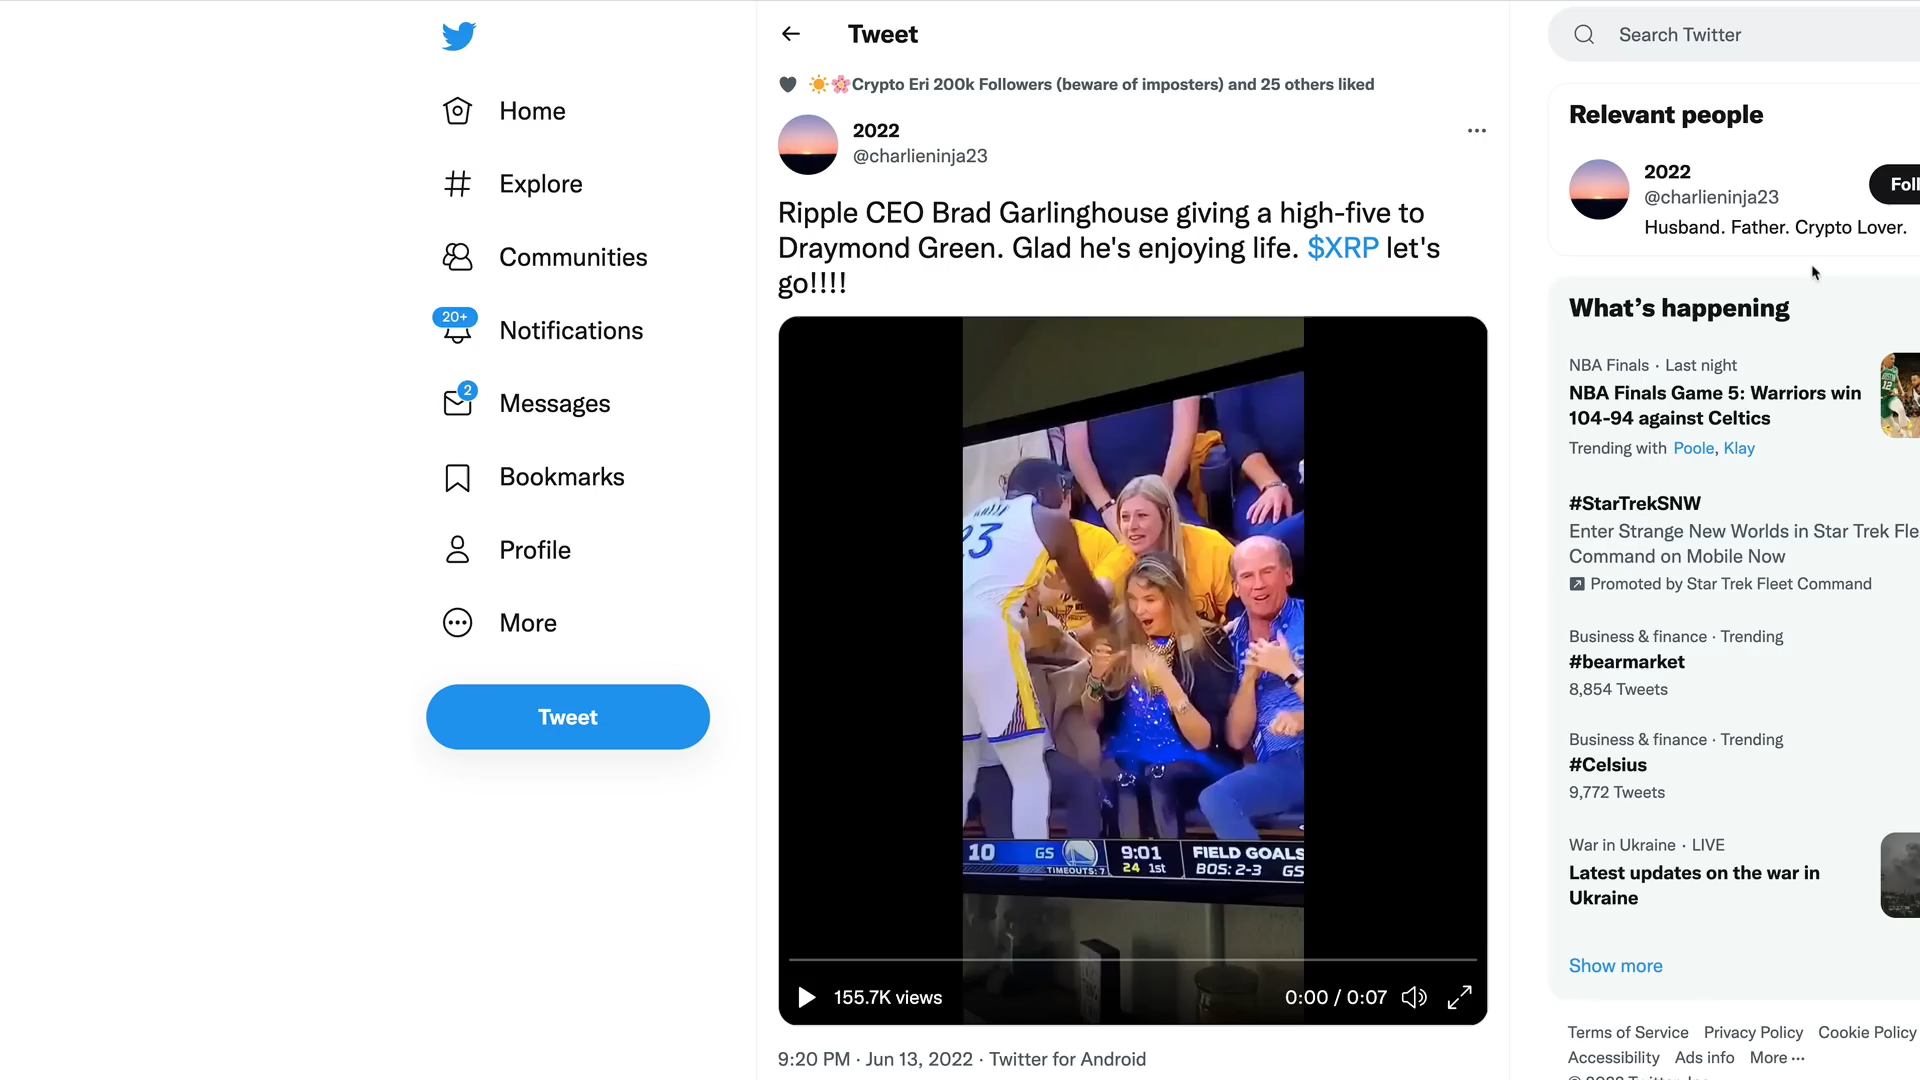 Home
Explore
Communities
20+
Notifications
2
Messages
Bookmarks
Profile
More
Tweet
Tweet
☀️🌸Crypto Eri 200k Followers (beware of imposters) and 25 others liked
2022
@charlieninja23
Ripple CEO Brad Garlinghouse giving a high-five to
Draymond Green. Glad he's enjoying life. $XRP let's
go!!!!
23
10 GS 9:01 FIELD GOALS
TIMEOUTS: 7 24 1st BOS: 2-3 GS
155.7K views 0:00 / 0:07
9:20 PM · Jun 13, 2022 · Twitter for Android
Search Twitter
Relevant people
2022
@charlieninja23
Foll
Husband. Father. Crypto Lover.
What's happening
NBA Finals · Last night
NBA Finals Game 5: Warriors win
104-94 against Celtics
Trending with Poole, Klay
12
#StarTrekSNW
Enter Strange New Worlds in Star Trek Fle
Command on Mobile Now
Promoted by Star Trek Fleet Command
Business & finance · Trending
#bearmarket
8,854 Tweets
Business & finance · Trending
#Celsius
9,772 Tweets
War in Ukraine · LIVE
Latest updates on the war in
Ukraine
Show more
Terms of Service Privacy Policy Cookie Policy
Accessibility Ads info More ···
© 2022 Twitter, Inc.